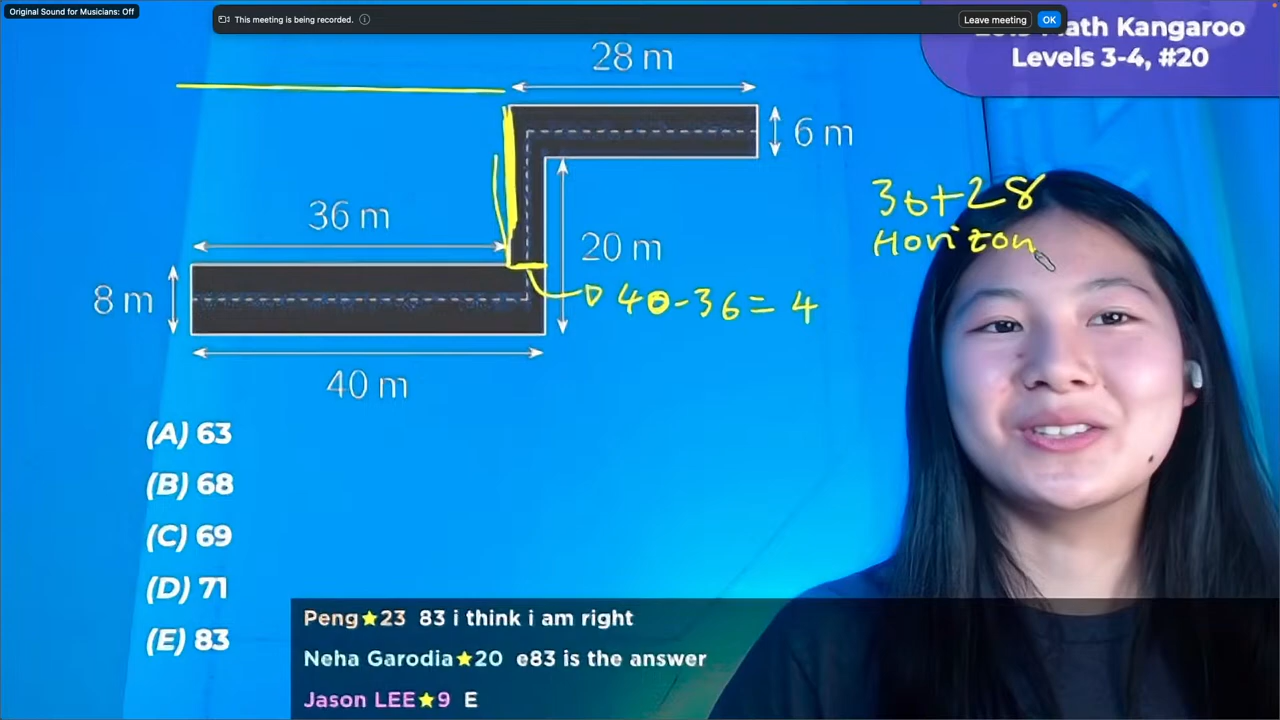 Original Sound for Musicians: Off
This meeting is being recorded.
Leave meeting
OK
Math Kangaroo
Levels 3-4, #20
28 m
6 m
36 m
20 m
8 m
40 m
40-36=4
36+28
Horizon
(A) 63
(B) 68
(C) 69
(D) 71
(E) 83
Peng★23 83 i think i am right
Neha Garodia★20 e83 is the answer
Jason LEE★9 E